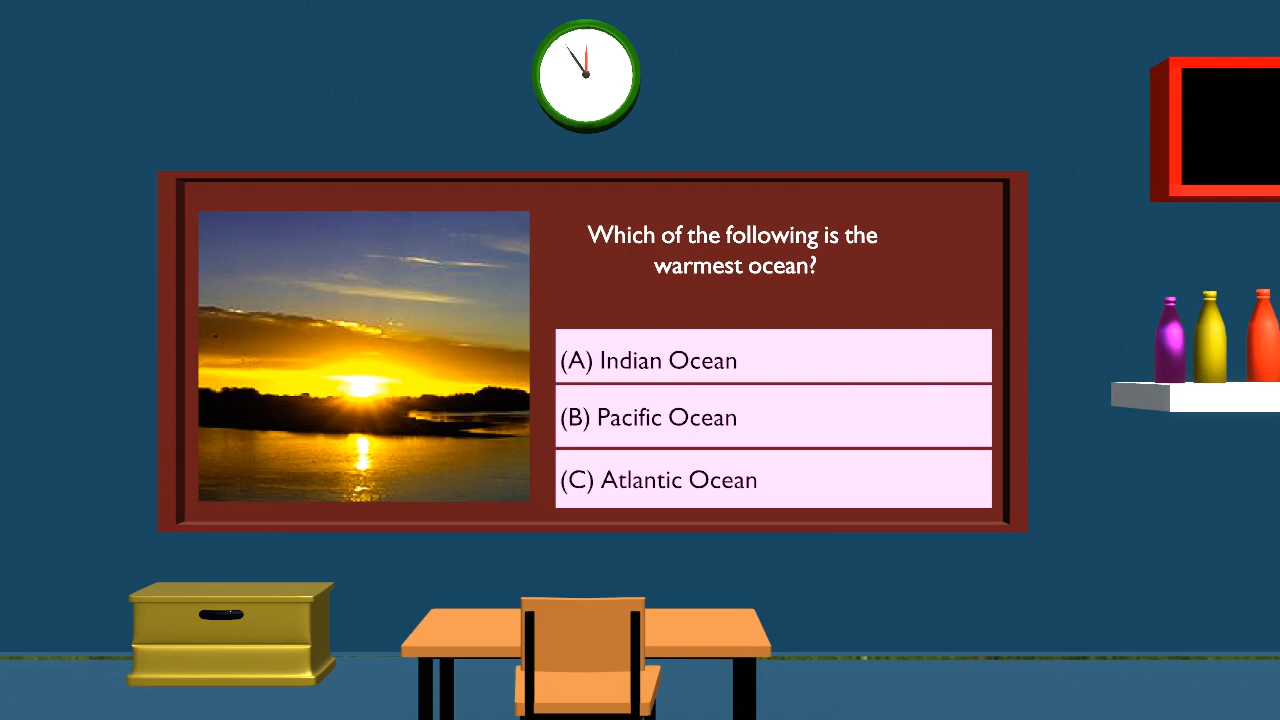 Which of the following is the
warmest ocean?
(A) Indian Ocean
(B) Pacific Ocean
(C) Atlantic Ocean